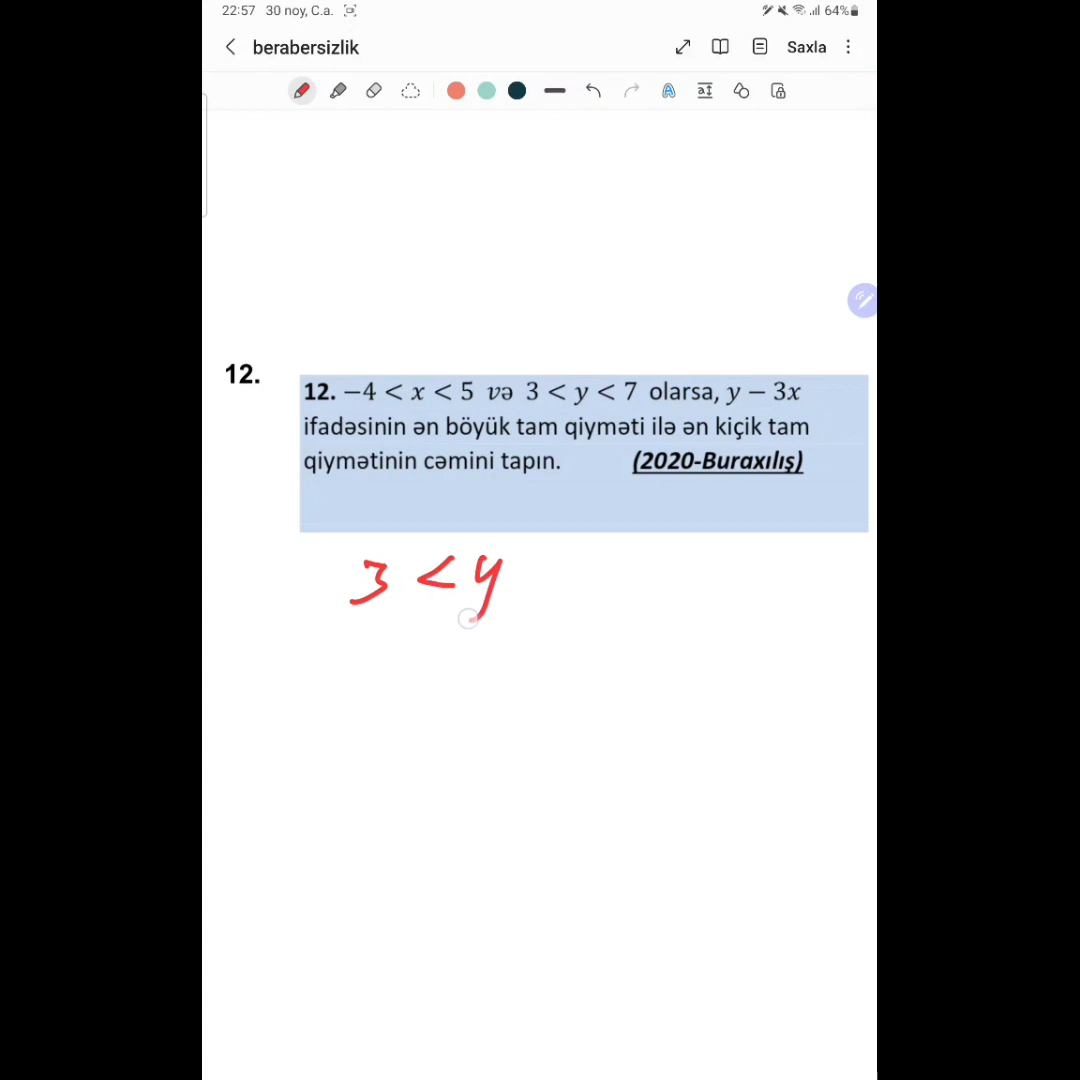 22:57 30 noy, C.a. 64%
berabersizlik Saxla
12.
12. −4 < x < 5 və 3 < y < 7 olarsa, y − 3x
ifadəsinin ən böyük tam qiyməti ilə ən kiçik tam
qiymətinin cəmini tapın. (2020-Buraxılış)
3 < y